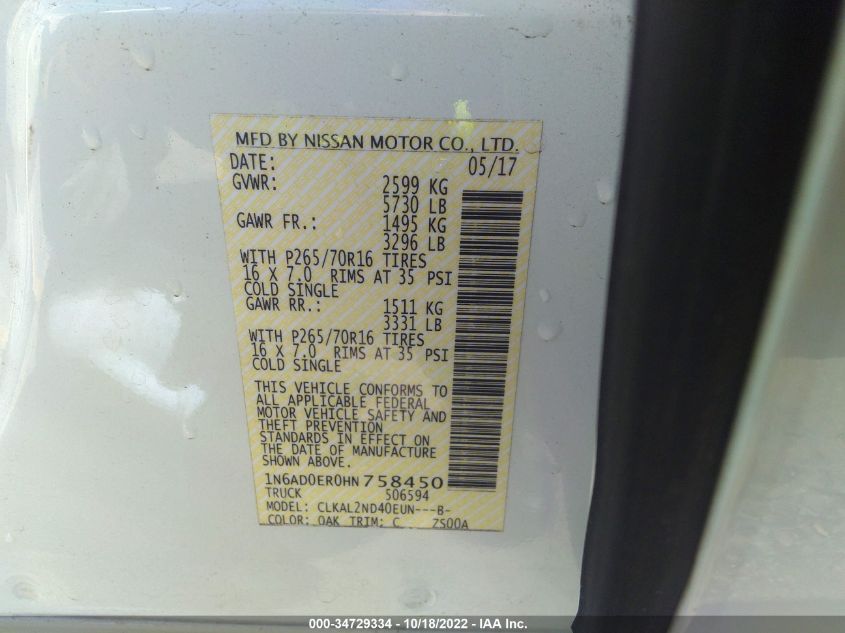 MFD BY NISSAN MOTOR CO., LTD.
DATE: 05/17
GVWR: 2599 KG
5730 LB
GAWR FR.: 1495 KG
3296 LB
WITH P265/70R16 TIRES
16 X 7.0 RIMS AT 35 PSI
COLD SINGLE
GAWR RR.: 1511 KG
3331 LB
WITH P265/70R16 TIRES
16 X 7.0 RIMS AT 35 PSI
COLD SINGLE
THIS VEHICLE CONFORMS TO
ALL APPLICABLE FEDERAL
MOTOR VEHICLE SAFETY AND
THEFT PREVENTION
STANDARDS IN EFFECT ON
THE DATE OF MANUFACTURE
SHOWN ABOVE.
1N6AD0ER0HN 758450
TRUCK 506594
MODEL: CLKAL2ND40EUN---B-
COLOR: QAK TRIM: C ZS00A
000-34729334 - 10/18/2022 - IAA Inc.